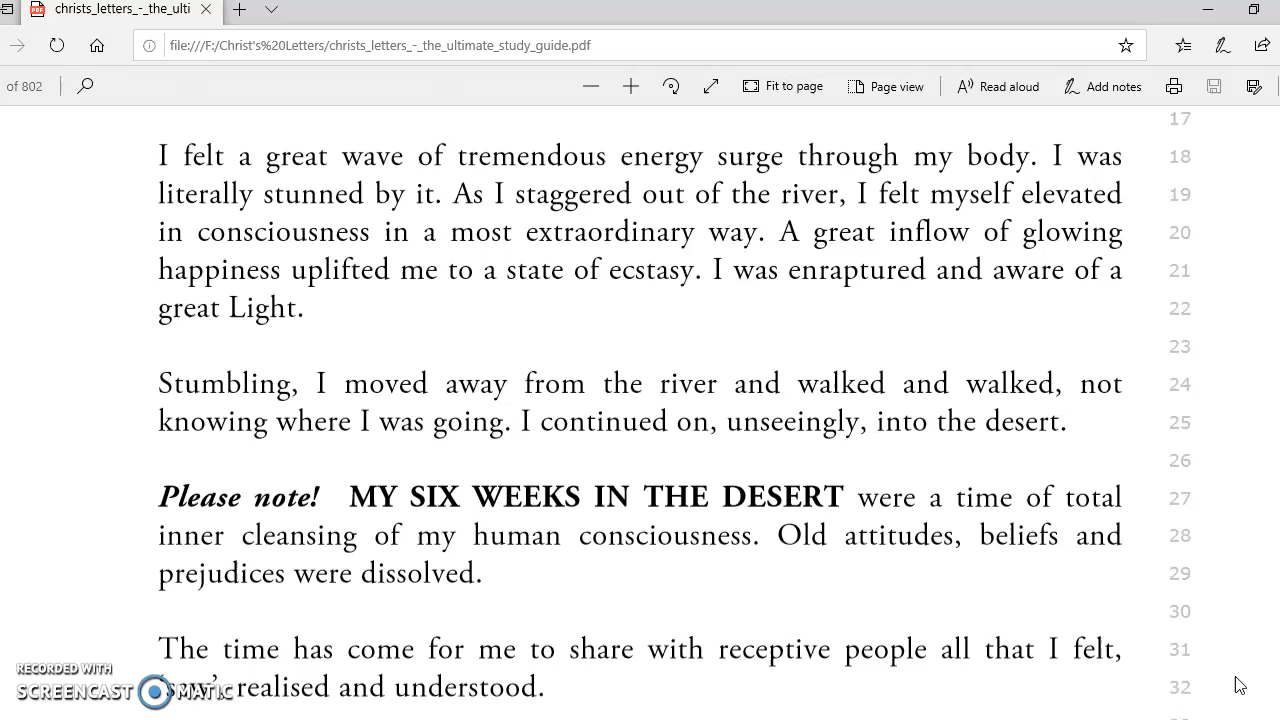 christs_letters_-_the_ulti
file:///F:/Christ's%20Letters/christs_letters_-_the_ultimate_study_guide.pdf
of 802
Fit to page
Page view
Read aloud
Add notes
17
I felt a great wave of tremendous energy surge through my body. I was 18
literally stunned by it. As I staggered out of the river, I felt myself elevated 19
in consciousness in a most extraordinary way. A great inflow of glowing 20
happiness uplifted me to a state of ecstasy. I was enraptured and aware of a 21
great Light. 22
23
Stumbling, I moved away from the river and walked and walked, not 24
knowing where I was going. I continued on, unseeingly, into the desert. 25
26
Please note! MY SIX WEEKS IN THE DESERT were a time of total 27
inner cleansing of my human consciousness. Old attitudes, beliefs and 28
prejudices were dissolved. 29
30
The time has come for me to share with receptive people all that I felt, 31
realised and understood. 32
RECORDED WITH
SCREENCAST MATIC